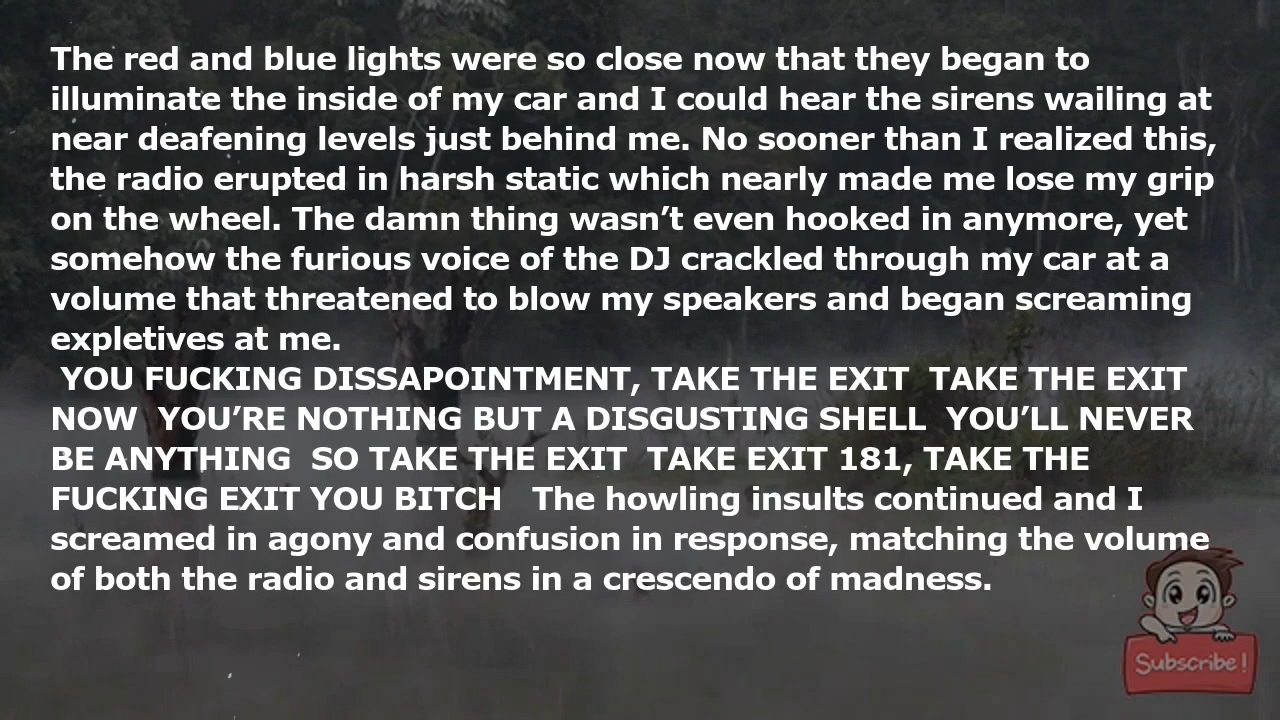 The red and blue lights were so close now that they began to
illuminate the inside of my car and I could hear the sirens wailing at
near deafening levels just behind me. No sooner than I realized this,
the radio erupted in harsh static which nearly made me lose my grip
on the wheel. The damn thing wasn’t even hooked in anymore, yet
somehow the furious voice of the DJ crackled through my car at a
volume that threatened to blow my speakers and began screaming
expletives at me.
YOU FUCKING DISSAPOINTMENT, TAKE THE EXIT  TAKE THE EXIT
NOW  YOU’RE NOTHING BUT A DISGUSTING SHELL  YOU’LL NEVER
BE ANYTHING  SO TAKE THE EXIT  TAKE EXIT 181, TAKE THE
FUCKING EXIT YOU BITCH   The howling insults continued and I
screamed in agony and confusion in response, matching the volume
of both the radio and sirens in a crescendo of madness.
Subscribe!